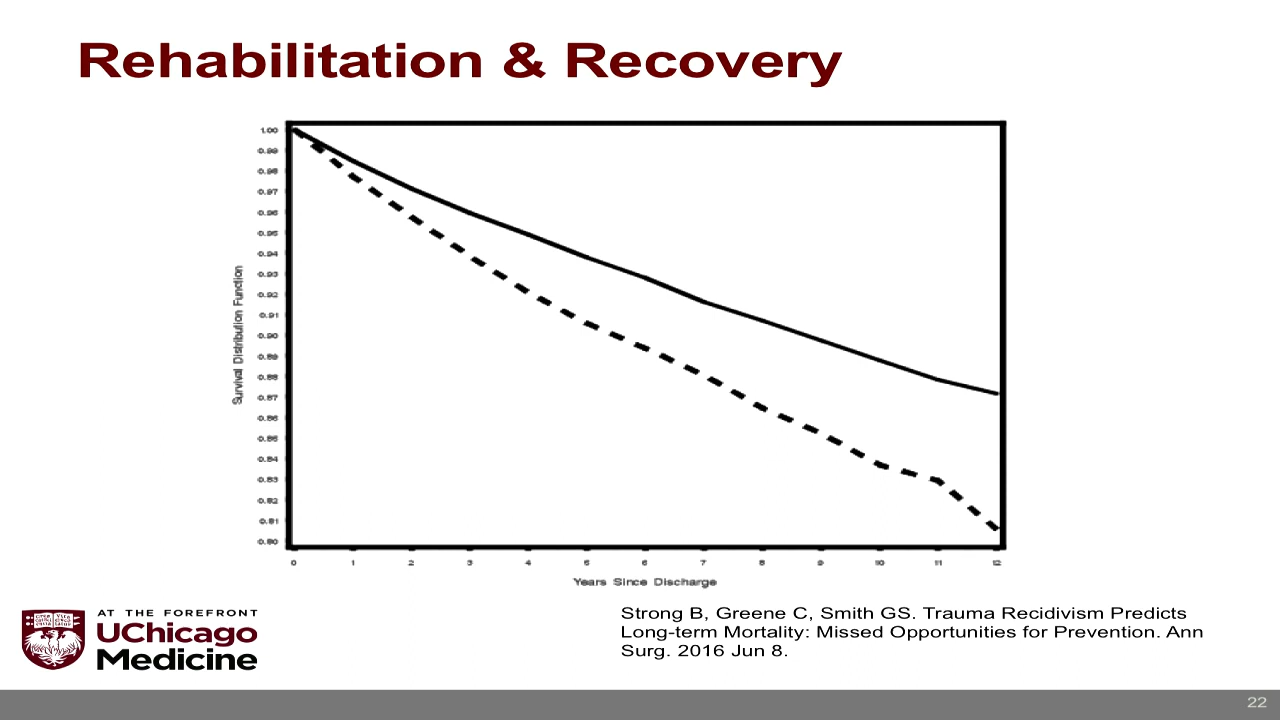 Rehabilitation & Recovery
1.00
0.99
0.98
0.97
0.96
0.95
0.94
0.93
0.92
0.91
0.90
0.89
0.88
0.87
0.86
0.85
0.84
0.83
0.82
0.81
0.80
Survival Distribution Function
0 1 2 3 4 5 6 7 8 9 10 11 12
Years Since Discharge
AT THE FOREFRONT
UChicago
Medicine
Strong B, Greene C, Smith GS. Trauma Recidivism Predicts
Long-term Mortality: Missed Opportunities for Prevention. Ann
Surg. 2016 Jun 8.
22